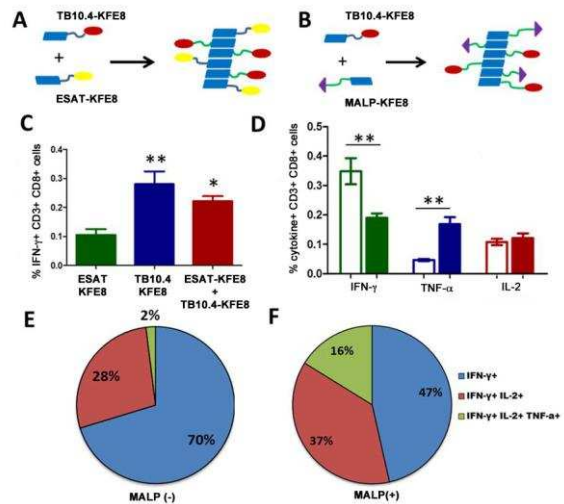 A
TB10.4-KFE8
+
ESAT-KFE8
B
TB10.4-KFE8
+
MALP-KFE8
C
% IFN-γ+ CD3+ CD8+ cells
0.4
0.3
0.2
0.1
0.0
**
*
ESAT
KFE8
TB10.4
KFE8
ESAT-KFE8
+
TB10.4-KFE8
D
% cytokine+ CD3+ CD8+ cells
0.5
0.4
0.3
0.2
0.1
0.0
**
**
IFN-γ
TNF-α
IL-2
E
2%
28%
70%
MALP (-)
F
16%
47%
37%
MALP(+)
IFN-γ+
IFN-γ+ IL-2+
IFN-γ+ IL-2+ TNF-a+